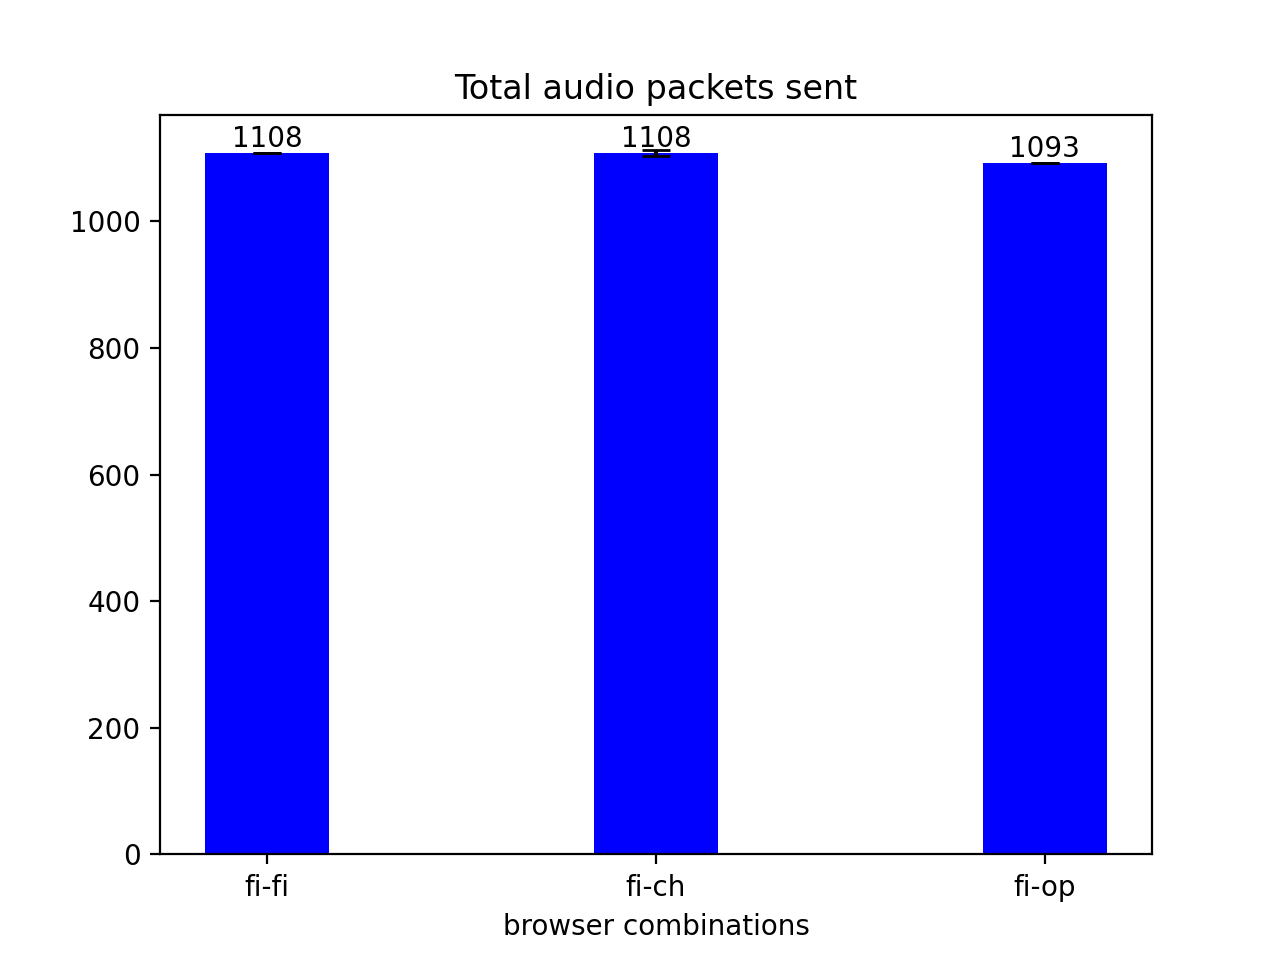 Total audio packets sent
1108
1108
1093
1000
800
600
400
200
0
fi-fi
fi-ch
fi-op
browser combinations